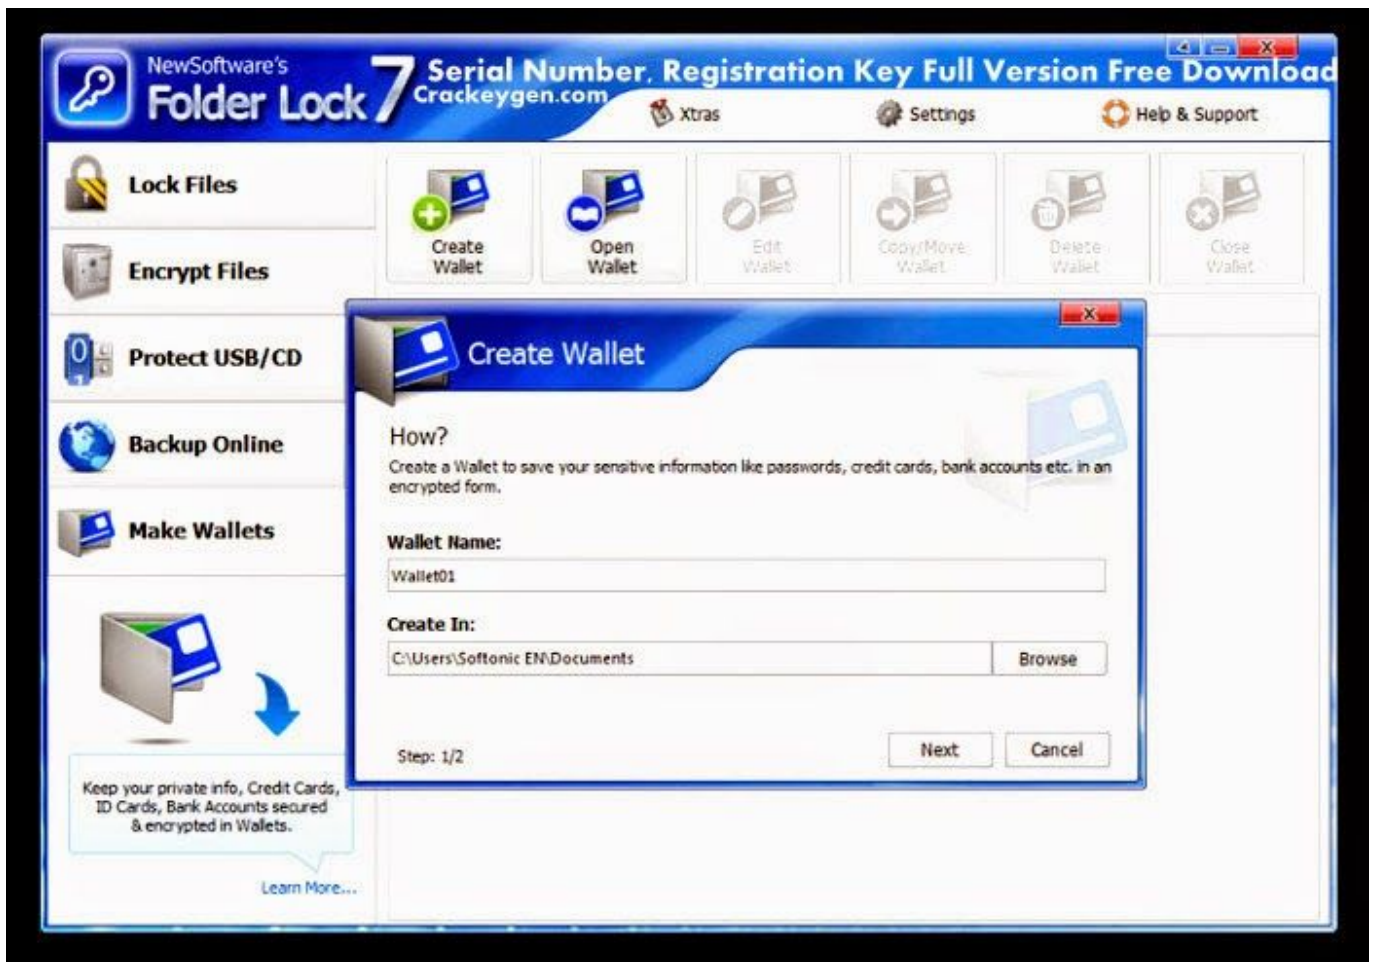 NewSoftware's
Folder Lock 7
Serial Number, Registration Key Full Version Free Download
Crackeygen.com
Xtras
Settings
Help & Support
Lock Files
Encrypt Files
Protect USB/CD
Backup Online
Make Wallets
Create
Wallet
Open
Wallet
Edit
Wallet
Copy/Move
Wallet
Delete
Wallet
Close
Wallet
Create Wallet
How?
Create a Wallet to save your sensitive information like passwords, credit cards, bank accounts etc. in an
encrypted form.
Wallet Name:
Wallet01
Create In:
C:\Users\Softonic EN\Documents
Browse
Step: 1/2
Next
Cancel
Keep your private info, Credit Cards,
ID Cards, Bank Accounts secured
& encrypted in Wallets.
Learn More...